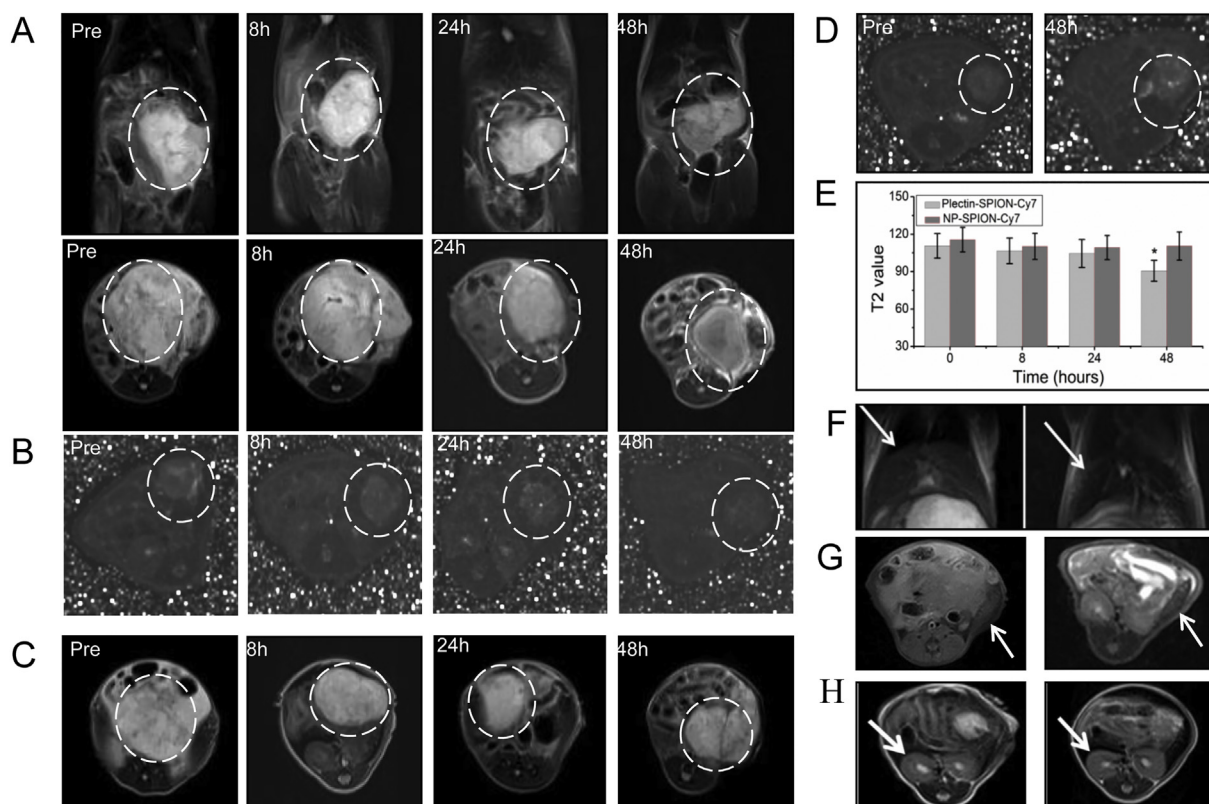 A
Pre
8h
24h
48h
Pre
8h
24h
48h
B
Pre
8h
24h
48h
C
Pre
8h
24h
48h
D
Pre
48h
E
150
120
90
60
30
T2 value
Plectin-SPION-Cy7
NP-SPION-Cy7
*
0
8
24
48
Time (hours)
F
G
H